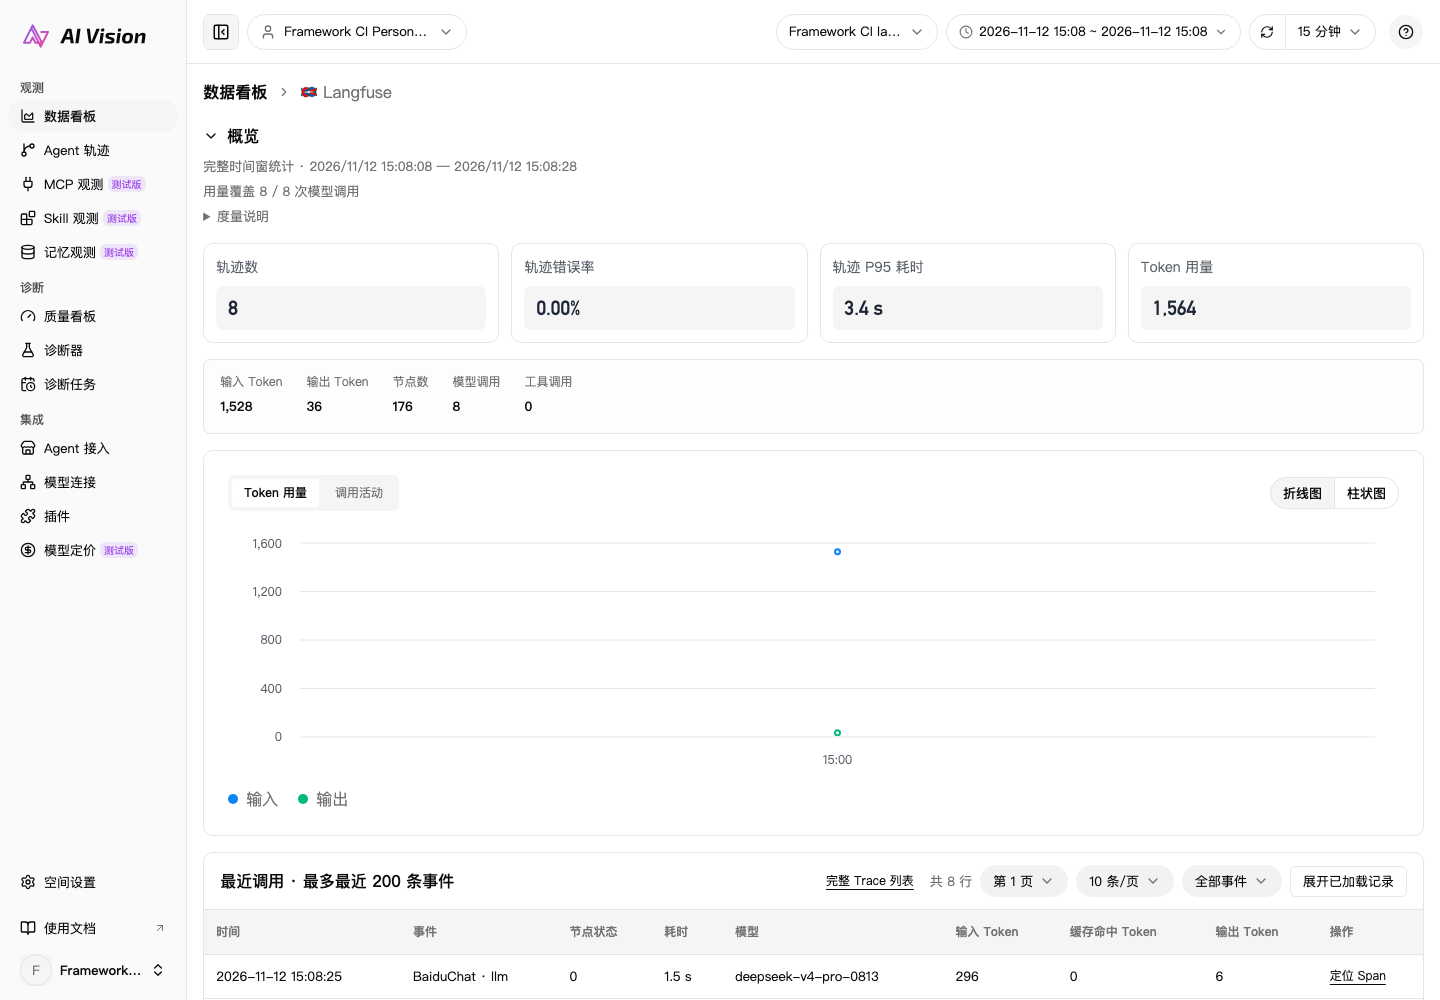 AI Vision
观测
数据看板
Agent 轨迹
MCP 观测 测试版
Skill 观测 测试版
记忆观测 测试版
诊断
质量看板
诊断器
诊断任务
集成
Agent 接入
模型连接
插件
模型定价 测试版
空间设置
使用文档
F Framework...
Framework CI Person...
Framework CI la...
2026-11-12 15:08 ~ 2026-11-12 15:08
15 分钟
数据看板 > Langfuse
概览
完整时间窗统计 · 2026/11/12 15:08:08 — 2026/11/12 15:08:28
用量覆盖 8 / 8 次模型调用
度量说明
轨迹数
8
轨迹错误率
0.00%
轨迹 P95 耗时
3.4 s
Token 用量
1,564
输入 Token 输出 Token 节点数 模型调用 工具调用
1,528 36 176 8 0
Token 用量 调用活动
折线图 柱状图
1,600
1,200
800
400
0
15:00
输入 输出
最近调用 · 最多最近 200 条事件
完整 Trace 列表 共 8 行 第 1 页 10 条/页 全部事件 展开已加载记录
时间 事件 节点状态 耗时 模型 输入 Token 缓存命中 Token 输出 Token 操作
2026-11-12 15:08:25 BaiduChat · llm 0 1.5 s deepseek-v4-pro-0813 296 0 6 定位 Span